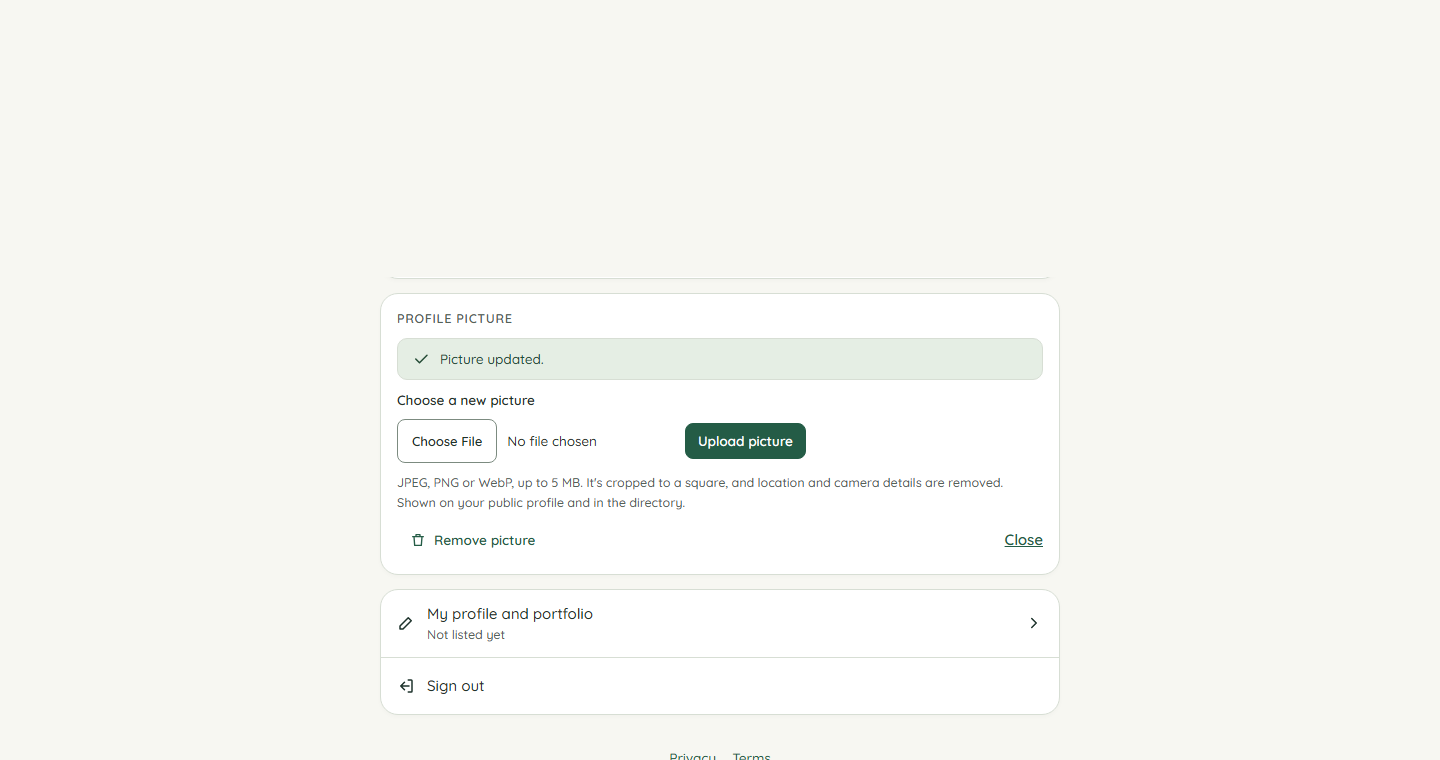 PROFILE PICTURE
Picture updated.
Choose a new picture
Choose File No file chosen Upload picture
JPEG, PNG or WebP, up to 5 MB. It's cropped to a square, and location and camera details are removed.
Shown on your public profile and in the directory.
Remove picture Close
My profile and portfolio
Not listed yet
Sign out
Privacy Terms